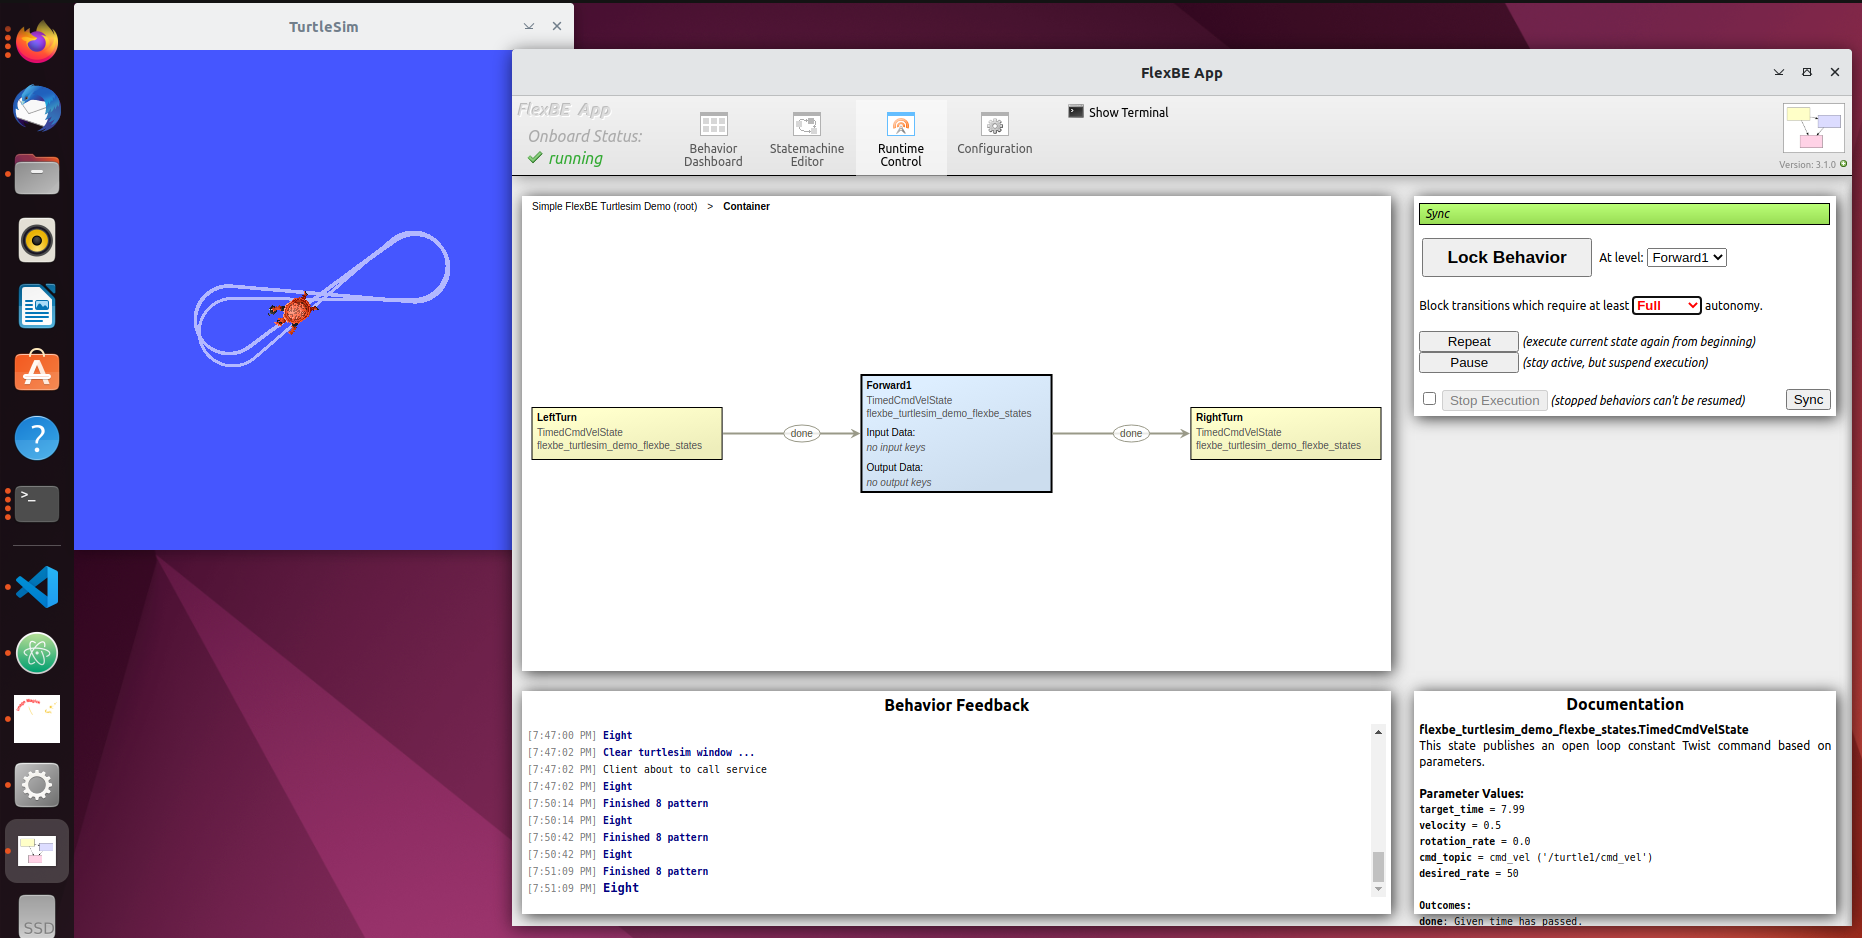 TurtleSim
FlexBE App
FlexBE App
Onboard Status:
running
Behavior
Dashboard
Statemachine
Editor
Runtime
Control
Configuration
Show Terminal
Version: 3.1.0
Simple FlexBE Turtlesim Demo (root) > Container
LeftTurn
TimedCmdVelState
flexbe_turtlesim_demo_flexbe_states
done
Forward1
TimedCmdVelState
flexbe_turtlesim_demo_flexbe_states
Input Data:
no input keys
Output Data:
no output keys
done
RightTurn
TimedCmdVelState
flexbe_turtlesim_demo_flexbe_states
Sync
Lock Behavior At level: Forward1
Block transitions which require at least Full autonomy.
Repeat (execute current state again from beginning)
Pause (stay active, but suspend execution)
Stop Execution (stopped behaviors can't be resumed) Sync
Behavior Feedback
[7:47:00 PM] Eight
[7:47:02 PM] Clear turtlesim window ...
[7:47:02 PM] Client about to call service
[7:47:02 PM] Eight
[7:50:14 PM] Finished 8 pattern
[7:50:14 PM] Eight
[7:50:42 PM] Finished 8 pattern
[7:50:42 PM] Eight
[7:51:09 PM] Finished 8 pattern
[7:51:09 PM] Eight
Documentation
flexbe_turtlesim_demo_flexbe_states.TimedCmdVelState
This state publishes an open loop constant Twist command based on
parameters.
Parameter Values:
target_time = 7.99
velocity = 0.5
rotation_rate = 0.0
cmd_topic = cmd_vel ('/turtle1/cmd_vel')
desired_rate = 50
Outcomes:
done: Given time has passed.
SSD